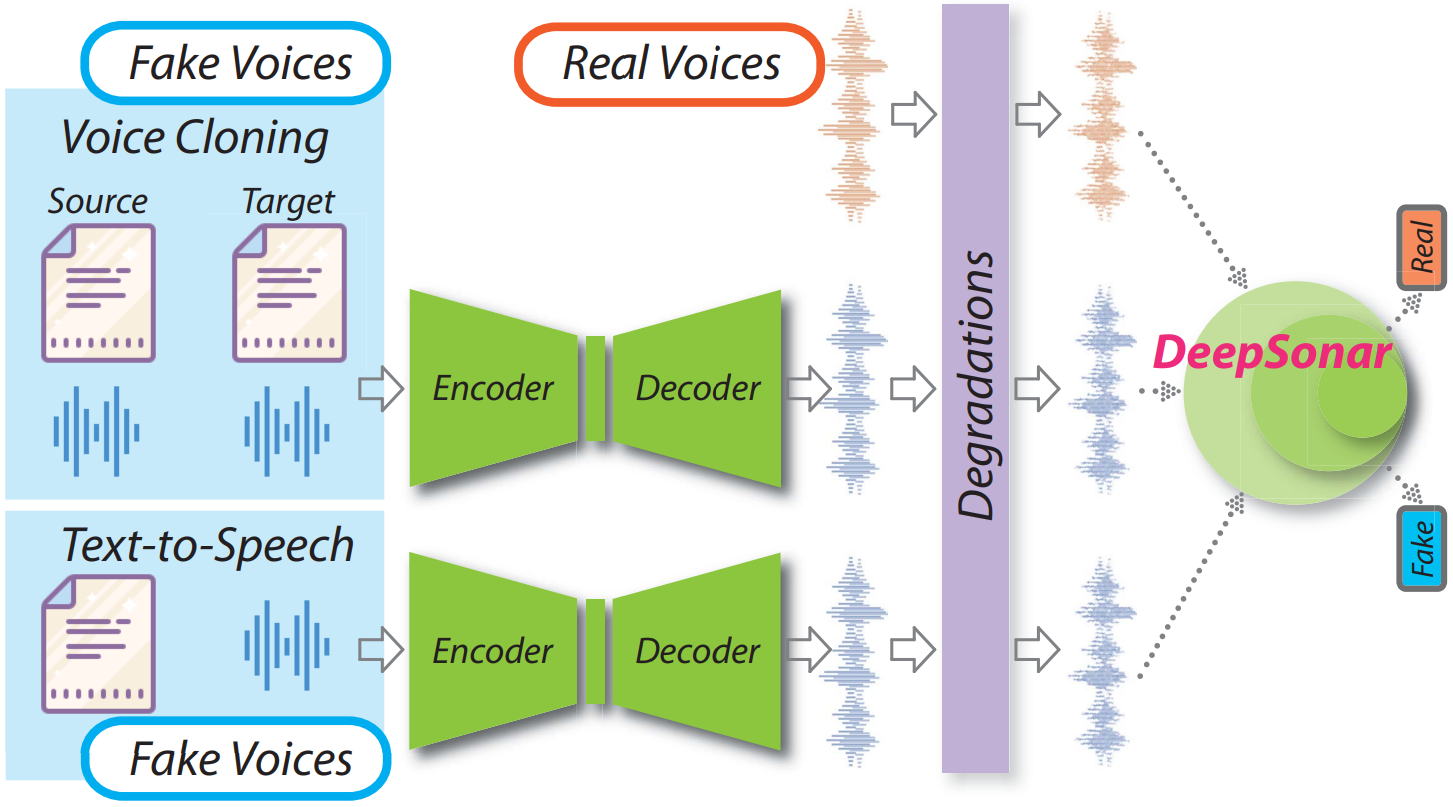 Fake Voices
Real Voices
Voice Cloning
Source
Target
Encoder
Decoder
Degradations
DeepSonar
Real
Fake
Text-to-Speech
Encoder
Decoder
Fake Voices